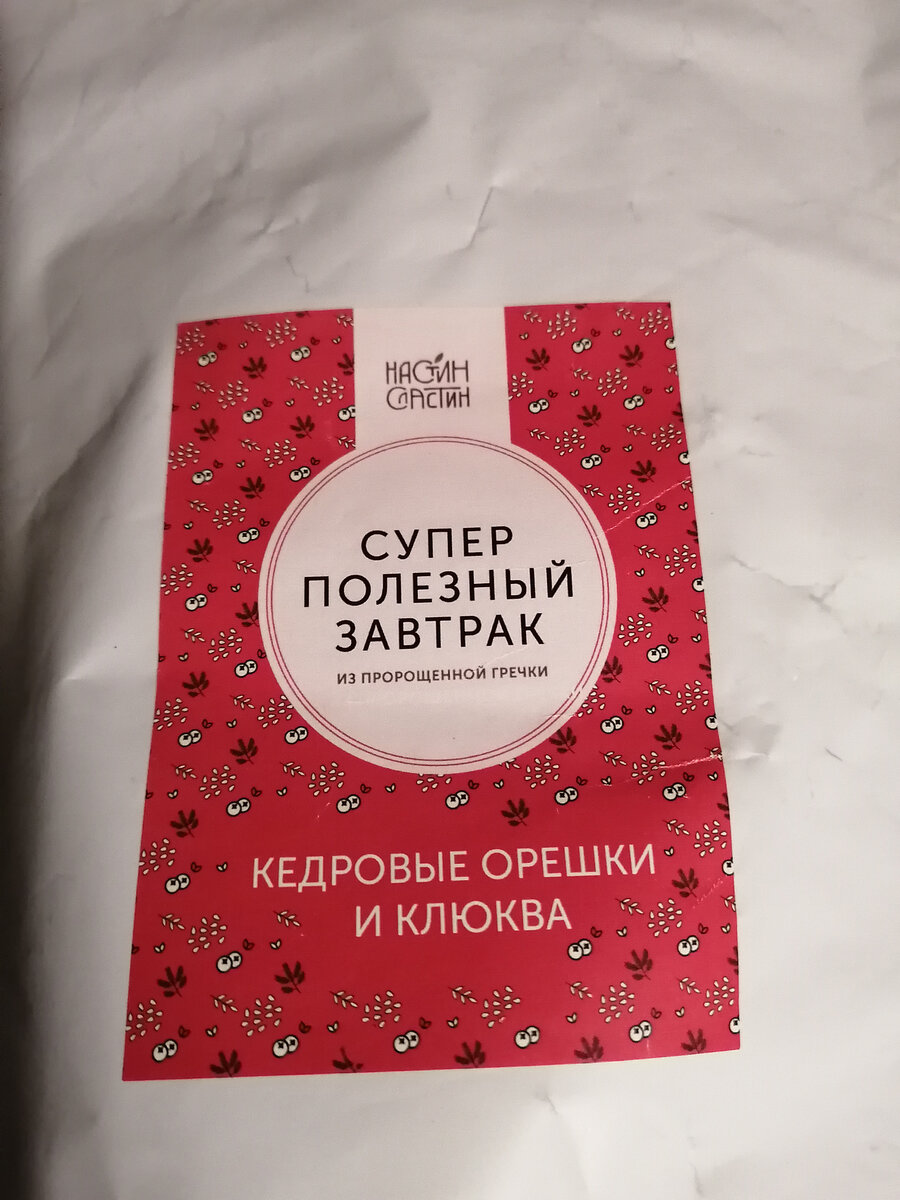 НАСТИН
СЛАСТИН
СУПЕР
ПОЛЕЗНЫЙ
ЗАВТРАК
ИЗ ПРОРОЩЕННОЙ ГРЕЧКИ
КЕДРОВЫЕ ОРЕШКИ
И КЛЮКВА